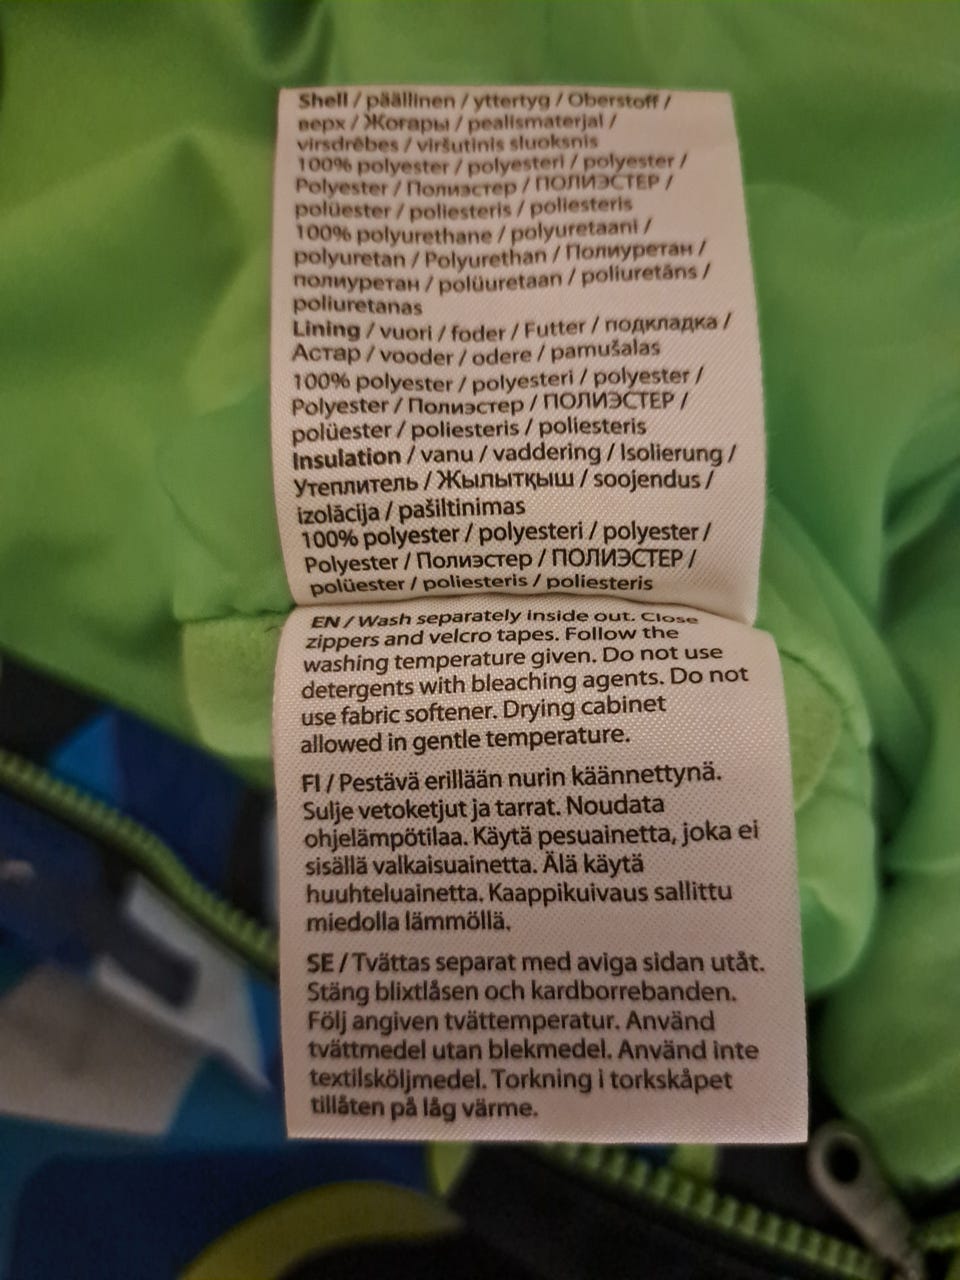 Shell / päällinen / yttertyg / Oberstoff /
верх / Жоғары / pealismaterjal /
virsdrēbes / viršutinis sluoksnis
100% polyester / polyesteri / polyester /
Polyester / Полиэстер / ПОЛИЭСТЕР /
polüester / poliesteris / poliesteris
100% polyurethane / polyuretaani /
polyuretan / Polyurethan / Полиуретан /
полиуретан / polüuretaan / poliuretāns /
poliuretanas
Lining / vuori / foder / Futter / подкладка /
Астар / vooder / odere / pamušalas
100% polyester / polyesteri / polyester /
Polyester / Полиэстер / ПОЛИЭСТЕР /
polüester / poliesteris / poliesteris
Insulation / vanu / vaddering / Isolierung /
Утеплитель / Жылытқыш / soojendus /
izolācija / pašiltinimas
100% polyester / polyesteri / polyester /
Polyester / Полиэстер / ПОЛИЭСТЕР /
polüester / poliesteris / poliesteris
EN / Wash separately inside out. Close
zippers and velcro tapes. Follow the
washing temperature given. Do not use
detergents with bleaching agents. Do not
use fabric softener. Drying cabinet
allowed in gentle temperature.
FI / Pestävä erillään nurin käännettynä.
Sulje vetoketjut ja tarrat. Noudata
ohjelämpötilaa. Käytä pesuainetta, joka ei
sisällä valkaisuainetta. Älä käytä
huuhteluainetta. Kaappikuivaus sallittu
miedolla lämmöllä.
SE / Tvättas separat med aviga sidan utåt.
Stäng blixtlåsen och kardborrebanden.
Följ angiven tvättemperatur. Använd
tvättmedel utan blekmedel. Använd inte
textilsköljmedel. Torkning i torkskåpet
tillåten på låg värme.